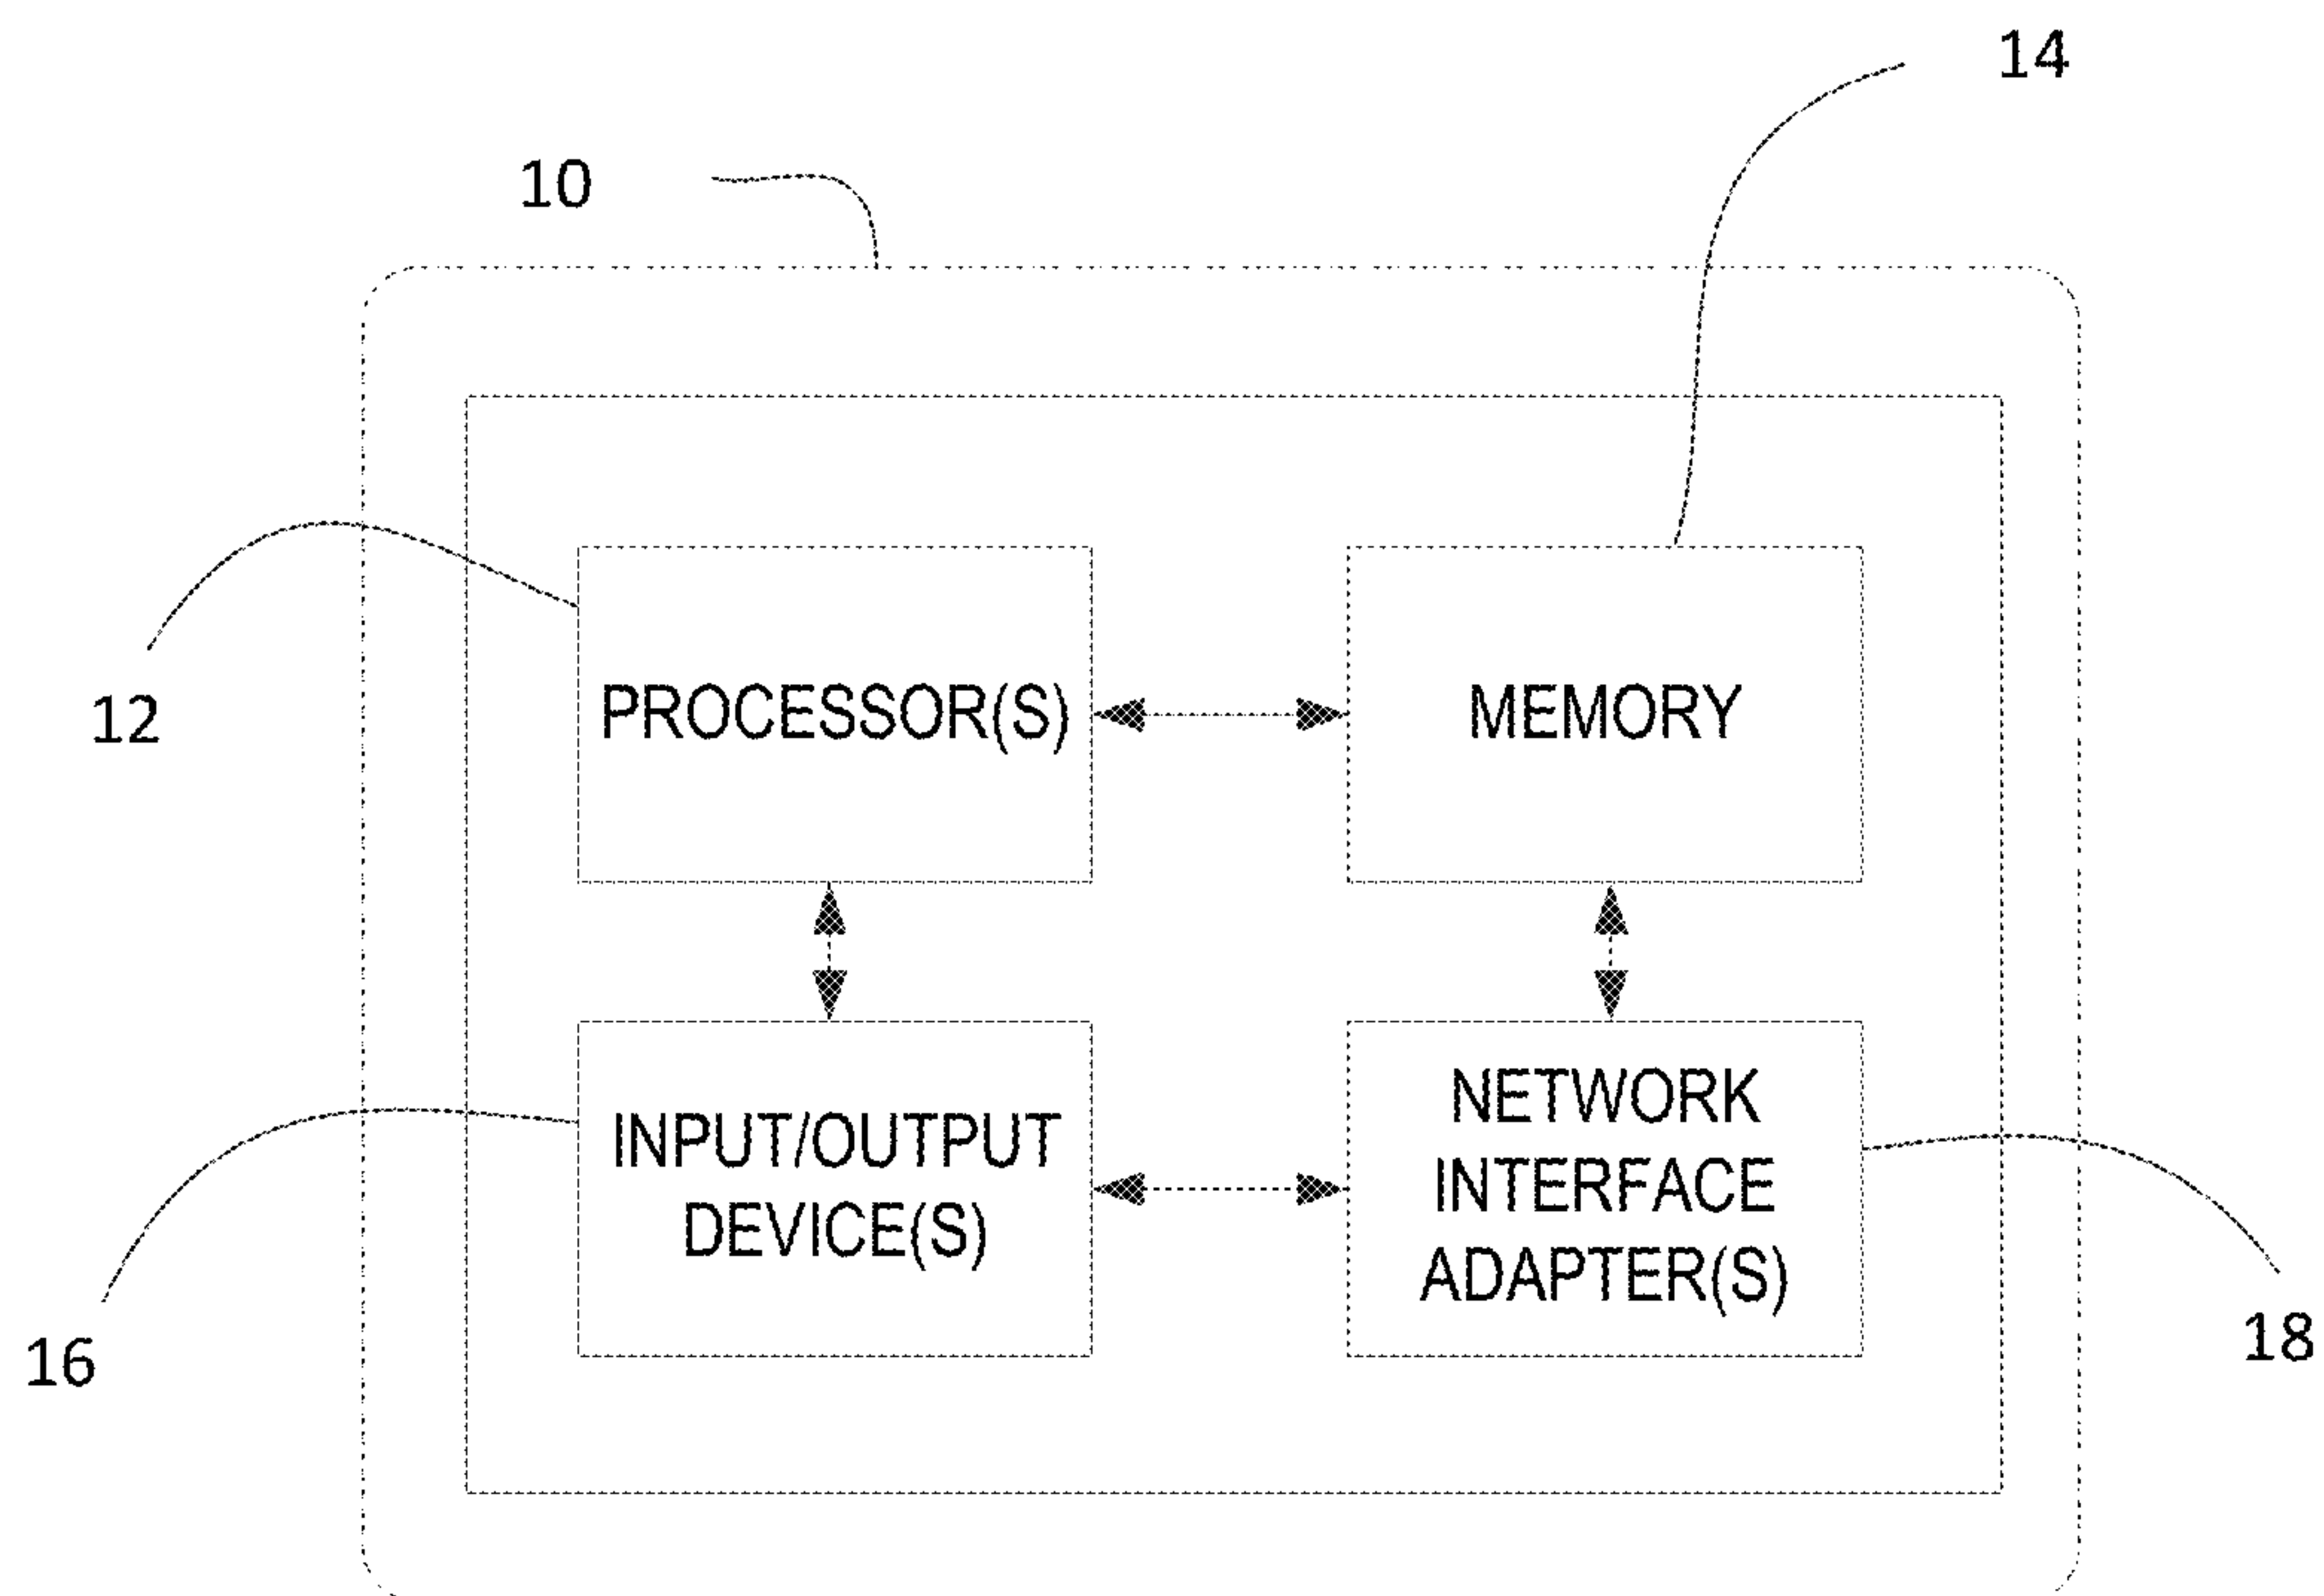 14
10
12
PROCESSOR(S)
MEMORY
16
INPUT/OUTPUT
DEVICE(S)
NETWORK
INTERFACE
ADAPTER(S)
18